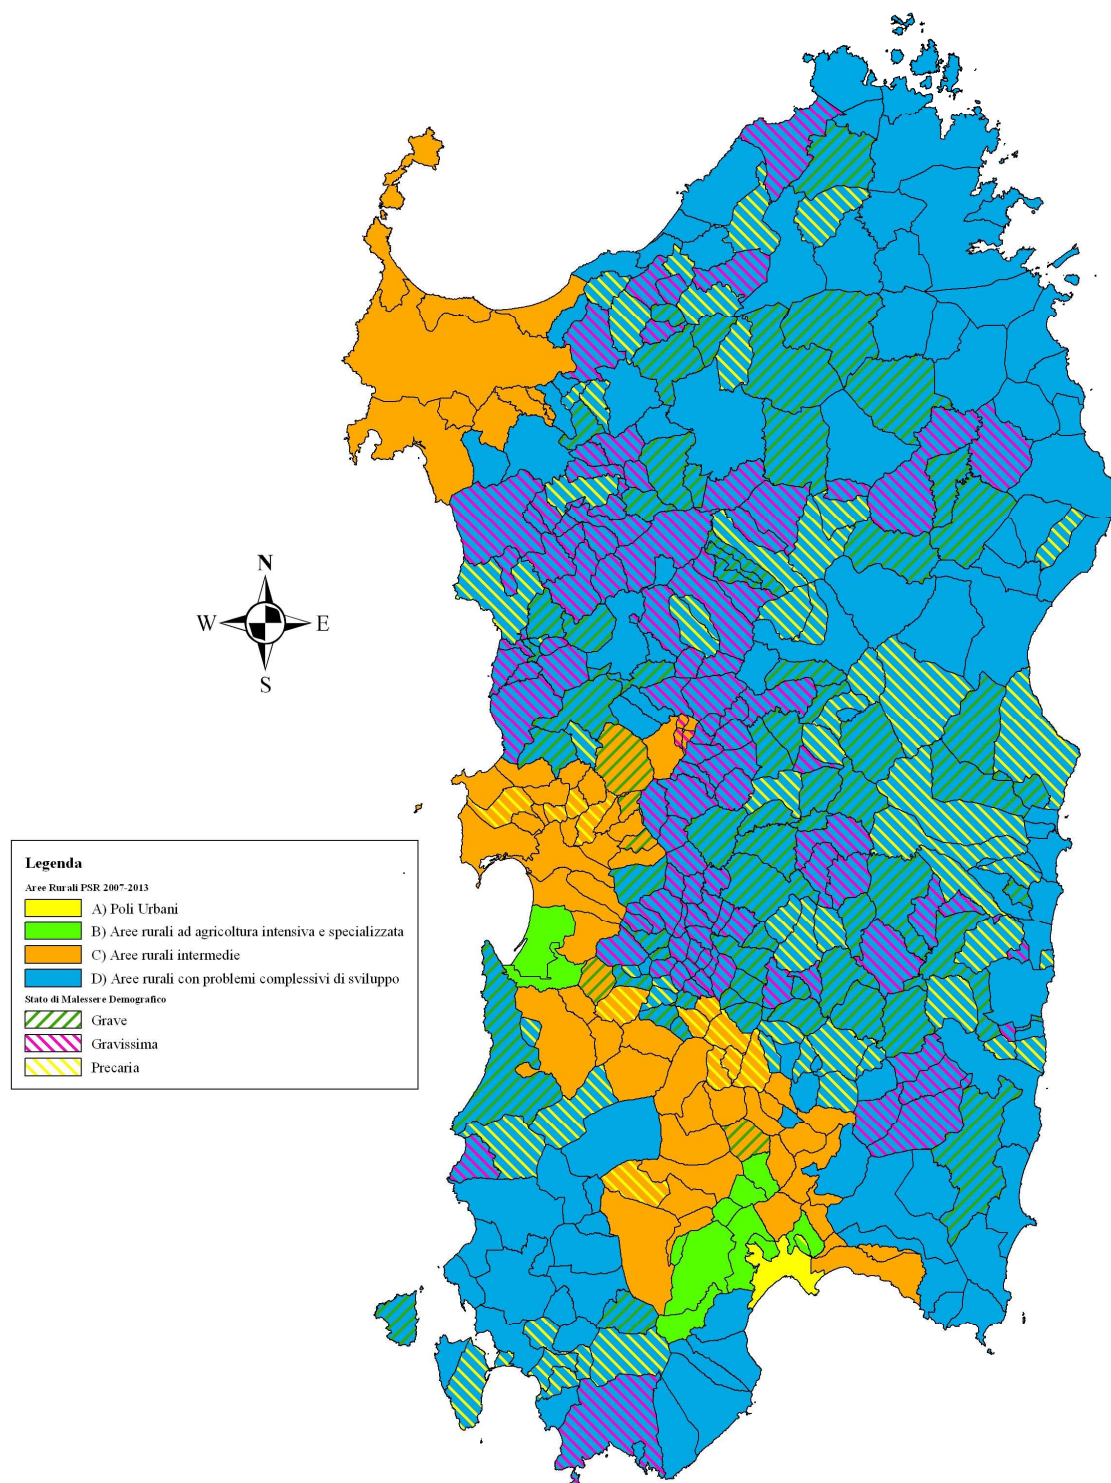 N
W
E
S
Legenda
Aree Rurali PSR 2007-2013
A) Poli Urbani
B) Aree rurali ad agricoltura intensiva e specializzata
C) Aree rurali intermedie
D) Aree rurali con problemi complessivi di sviluppo
Stato di Malessere Demografico
Grave
Gravissima
Precaria